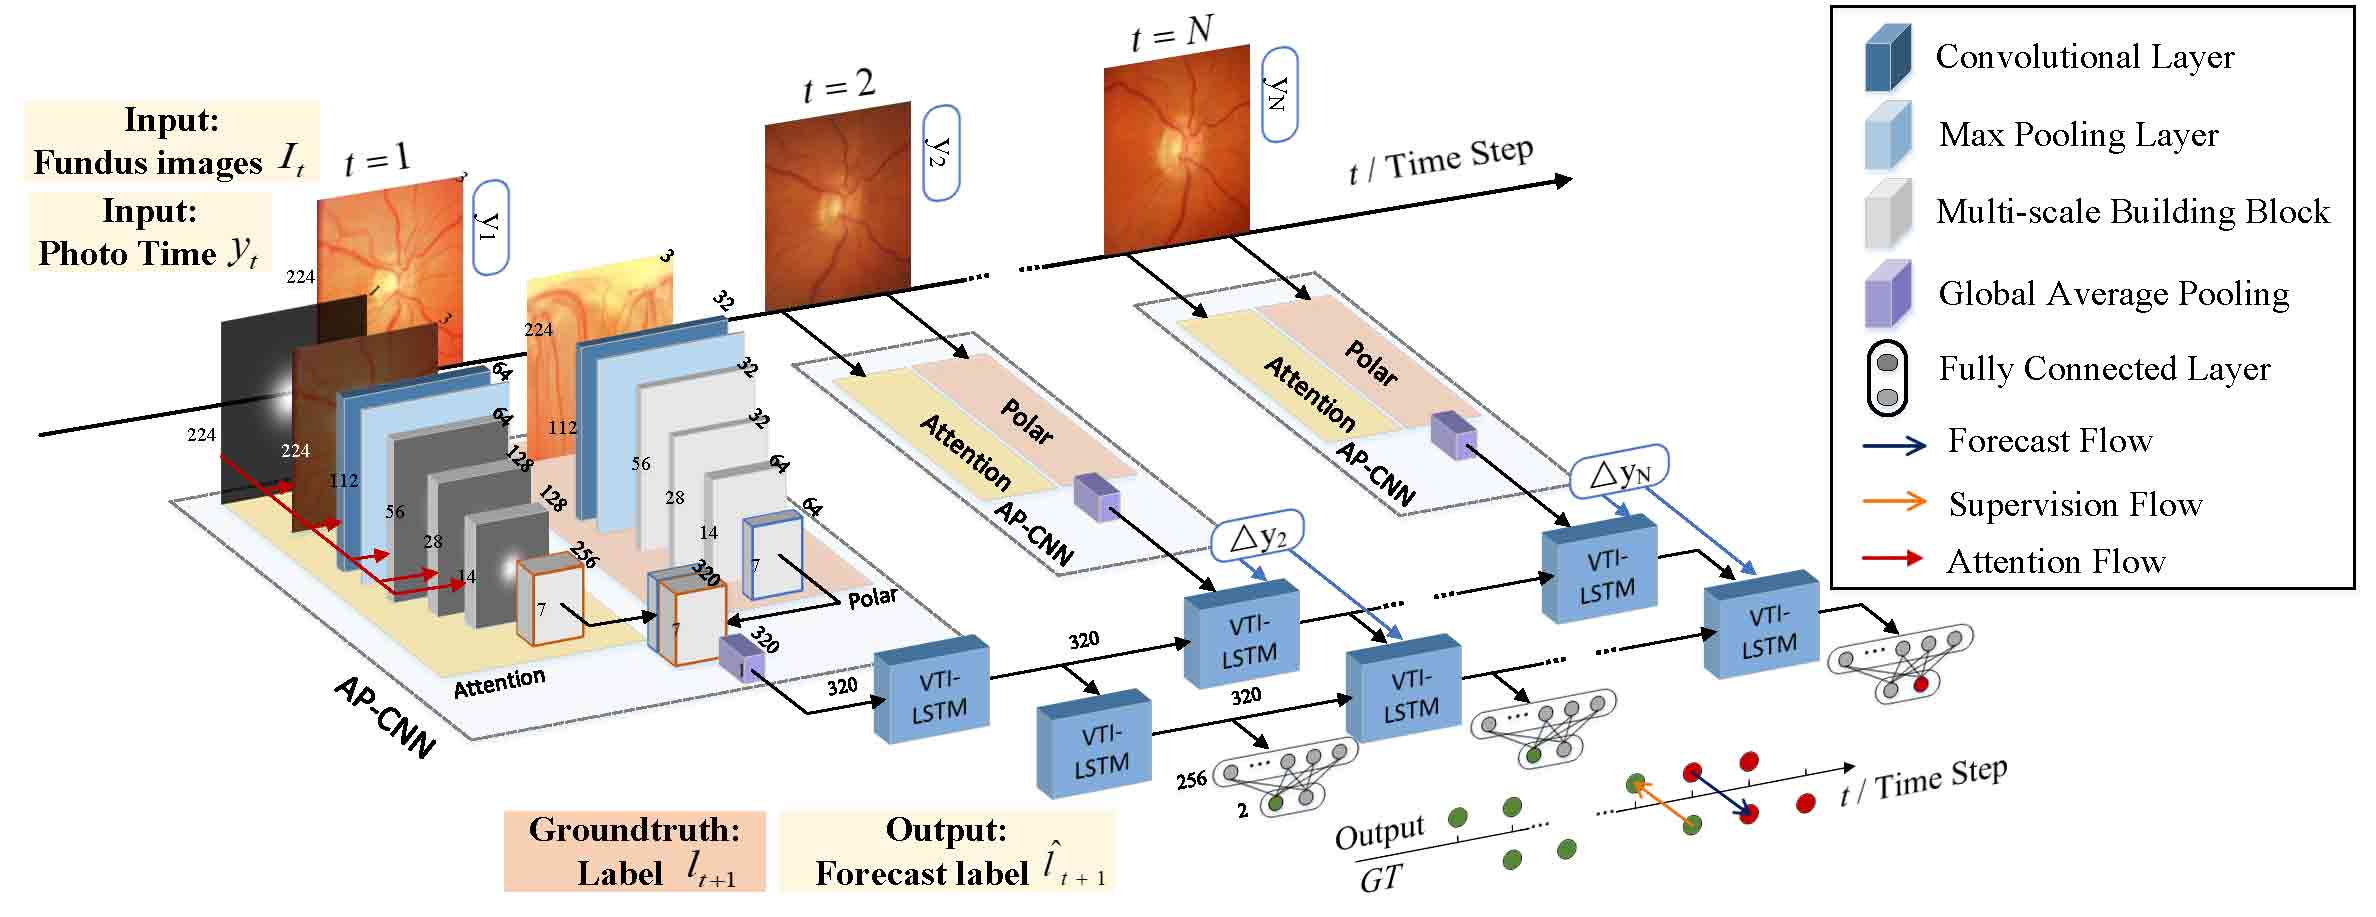 Input:
Fundus images I_t
Input:
Photo Time y_t
t = 1
t = 2
t = N
y_1
y_2
y_N
t / Time Step
3
224
1
3
224
224
3
224
32
64
112
64
56
128
28
128
14
256
7
112
32
56
32
28
64
14
64
7
320
7
320
1
Attention
Polar
AP-CNN
Attention
Polar
AP-CNN
Attention
Polar
AP-CNN
△y_2
△y_N
320
VTI-
LSTM
320
VTI-
LSTM
VTI-
LSTM
320
VTI-
LSTM
VTI-
LSTM
VTI-
LSTM
256
2
Groundtruth:
Label l_{t+1}
Output:
Forecast label l̂_{t+1}
Output
GT
t / Time Step
Convolutional Layer
Max Pooling Layer
Multi-scale Building Block
Global Average Pooling
Fully Connected Layer
Forecast Flow
Supervision Flow
Attention Flow